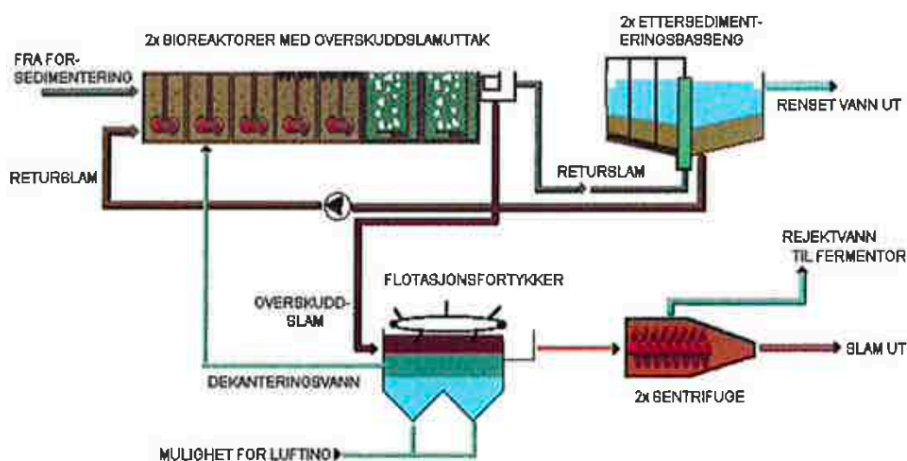 2x BIOREAKTORER MED OVERSKUDDSLAMUTTAK
2x ETTERSEDIMENT-
ERINGSBASSENG
FRA FOR-
SEDIMENTERING
RENSET VANN UT
RETURSLAM
RETURSLAM
REJEKTVANN
TIL FERMENTOR
FLOTASJONSFORTYKKER
OVERSKUDD-
SLAM
SLAM UT
DEKANTERINGSVANN
2x SENTRIFUGE
MULIGHET FOR LUFTING